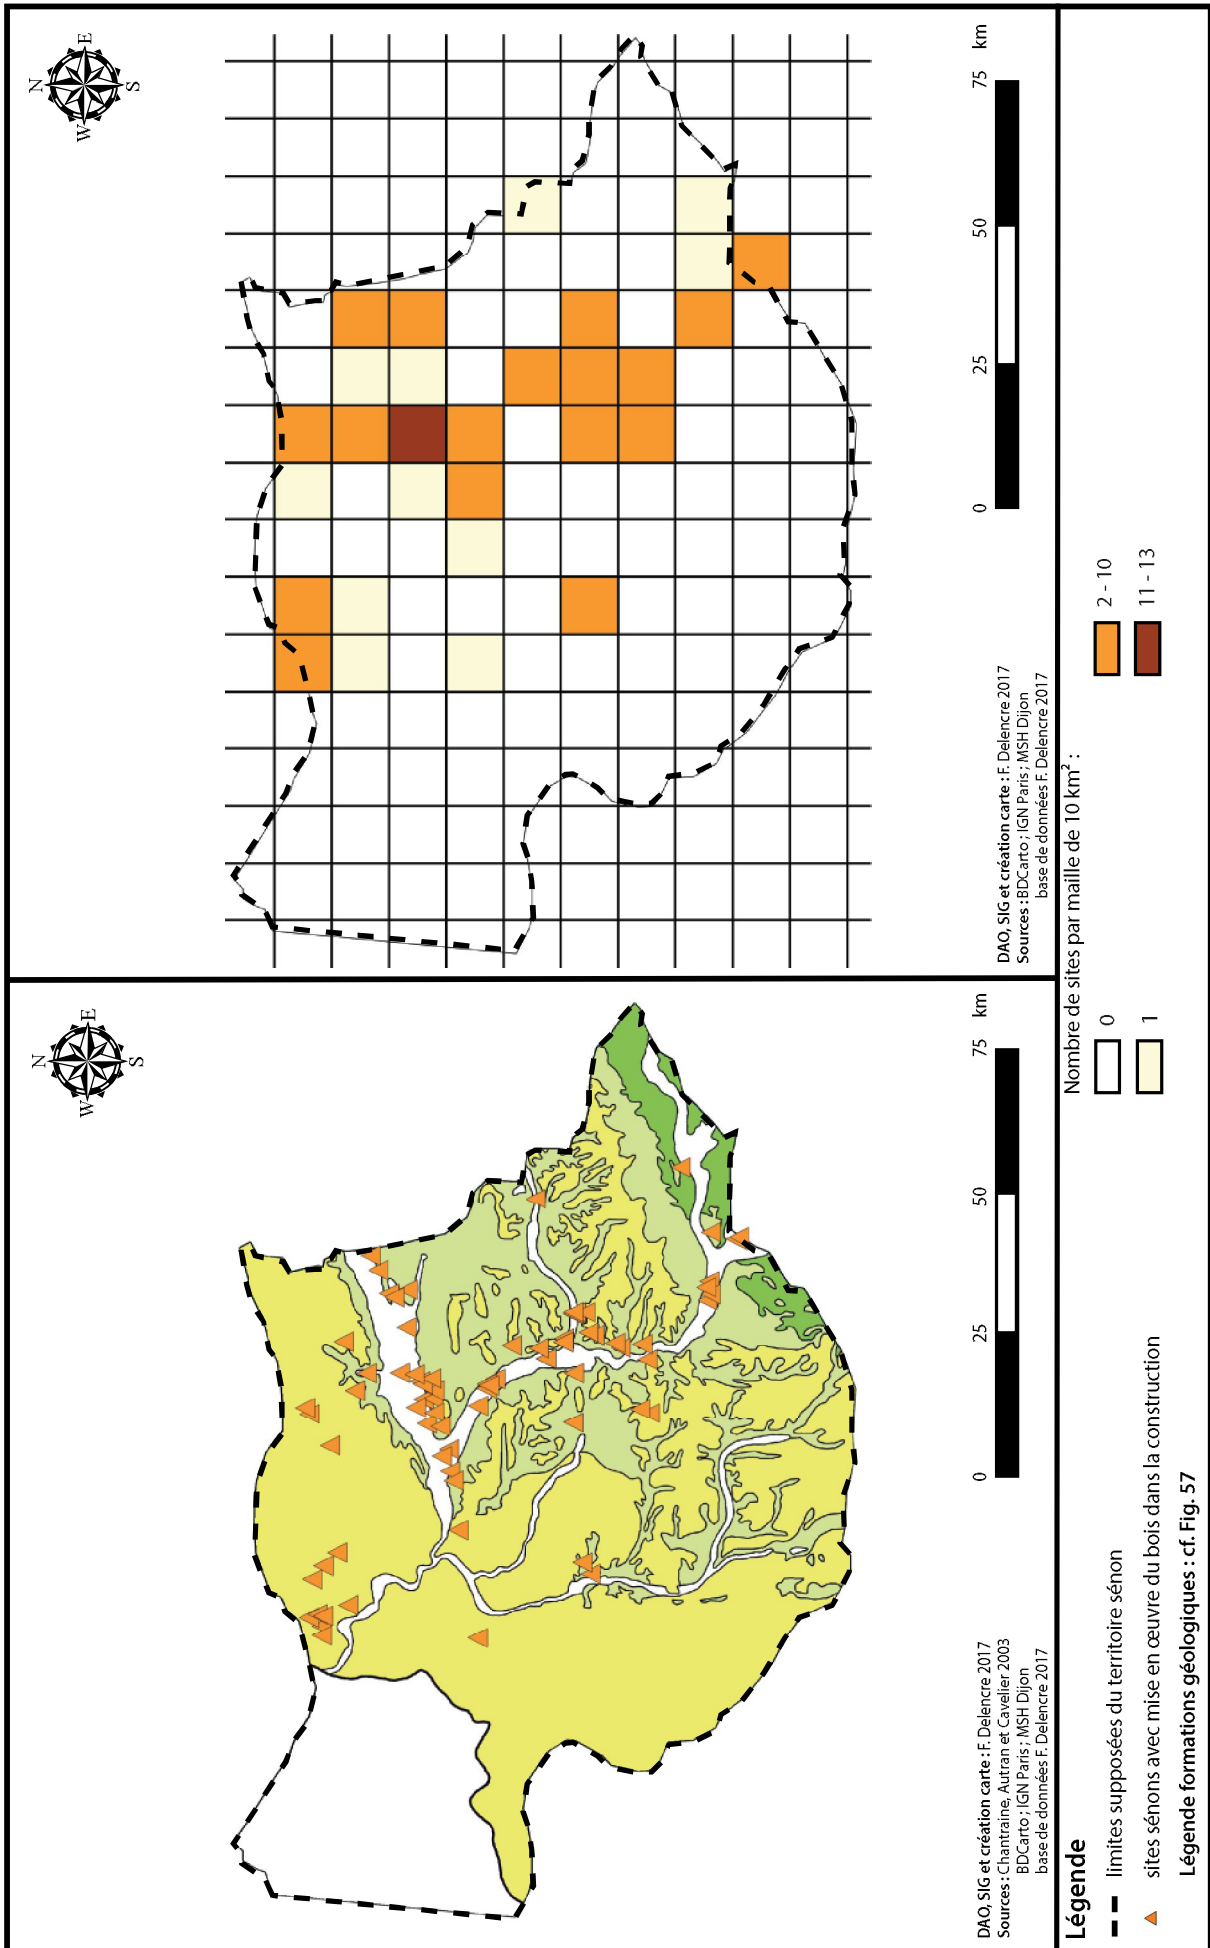 N
W E
S
0 25 50 75 km
DAO, SIG et création carte : F. Delencre 2017
Sources : Chantraine, Autran et Cavelier 2003
BDCarto ; IGN Paris ; MSH Dijon
base de données F. Delencre 2017
N
W E
S
0 25 50 75 km
DAO, SIG et création carte : F. Delencre 2017
Sources : BDCarto ; IGN Paris ; MSH Dijon
base de données F. Delencre 2017
Légende
limites supposées du territoire sénon
sites sénons avec mise en œuvre du bois dans la construction
Légende formations géologiques : cf. Fig. 57
Nombre de sites par maille de 10 km² :
0
1
2 - 10
11 - 13